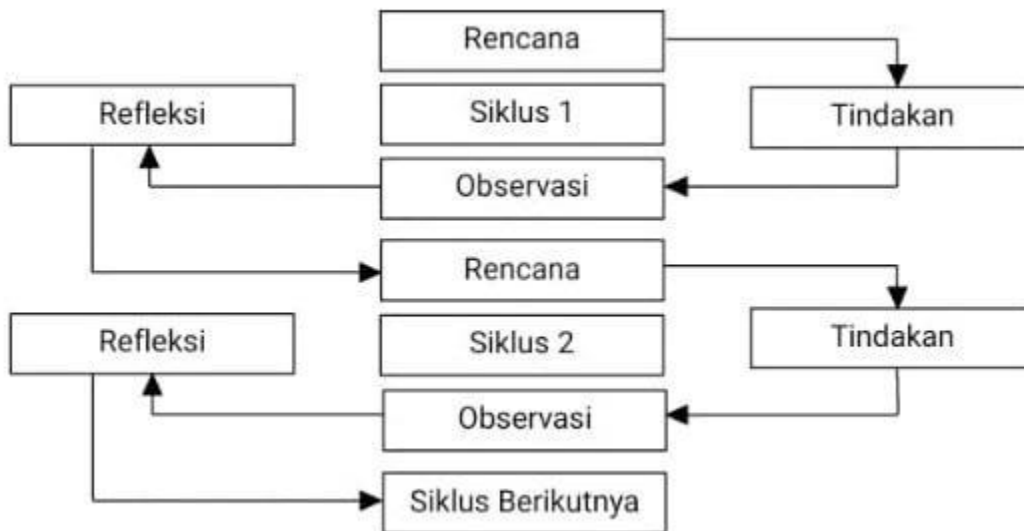 Rencana
Refleksi
Siklus 1
Tindakan
Observasi
Rencana
Refleksi
Siklus 2
Tindakan
Observasi
Siklus Berikutnya